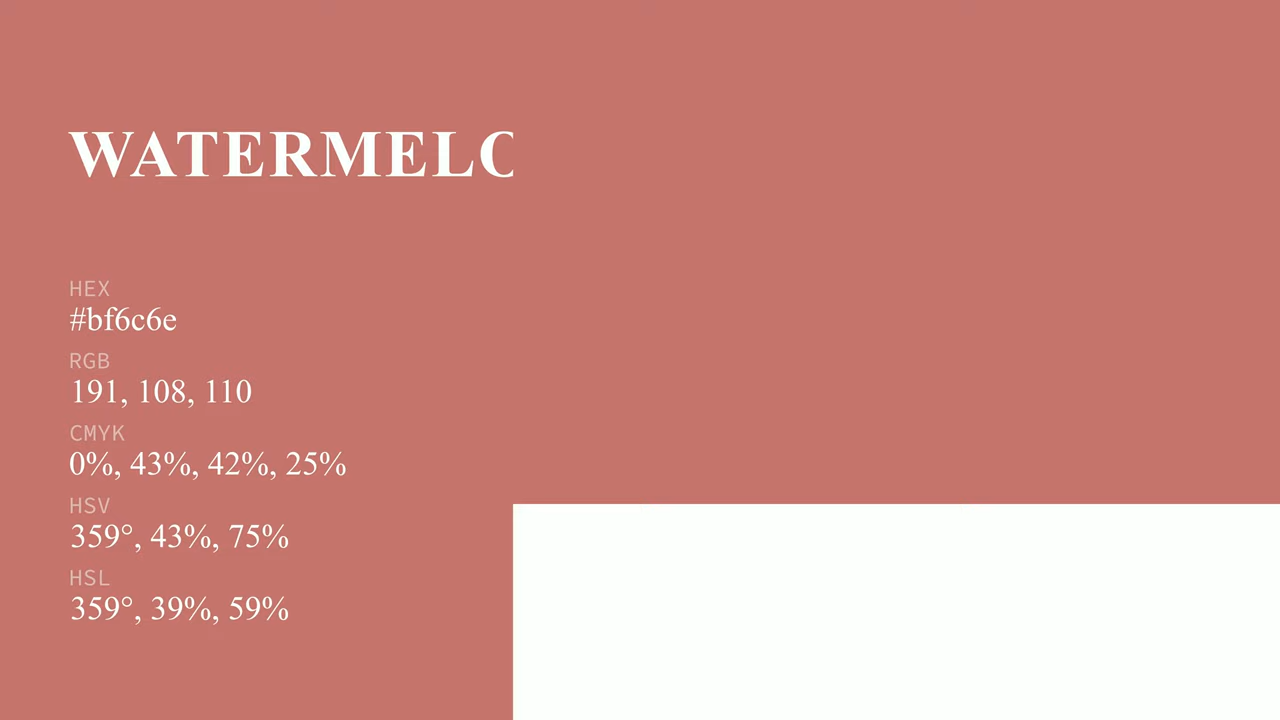 WATERMELO
HEX
#bf6c6e
RGB
191, 108, 110
CMYK
0%, 43%, 42%, 25%
HSV
359°, 43%, 75%
HSL
359°, 39%, 59%